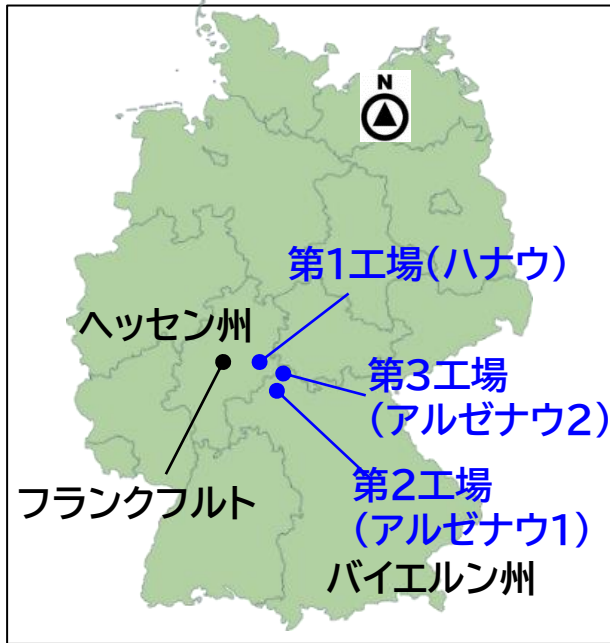 N
第1工場(ハナウ)
ヘッセン州
第3工場
(アルゼナウ2)
フランクフルト
第2工場
(アルゼナウ1)
バイエルン州